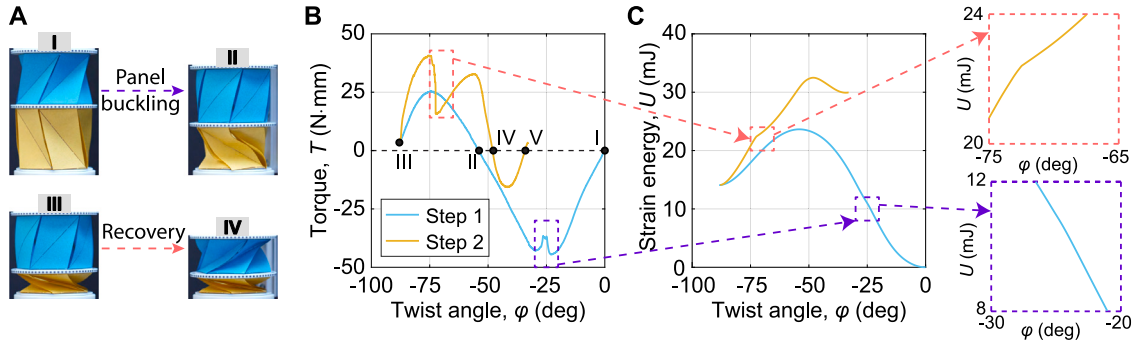 A
I
Panel
buckling
II
III
Recovery
IV
B
50
25
0
-25
-50
Torque, T (N·mm)
III
II
IV
V
I
Step 1
Step 2
-100
-75
-50
-25
0
Twist angle, φ (deg)
C
50
40
30
20
10
0
Strain energy, U (mJ)
-100
-75
-50
-25
0
Twist angle, φ (deg)
24
U (mJ)
20
-75
-65
φ (deg)
12
U (mJ)
8
-30
-20
φ (deg)